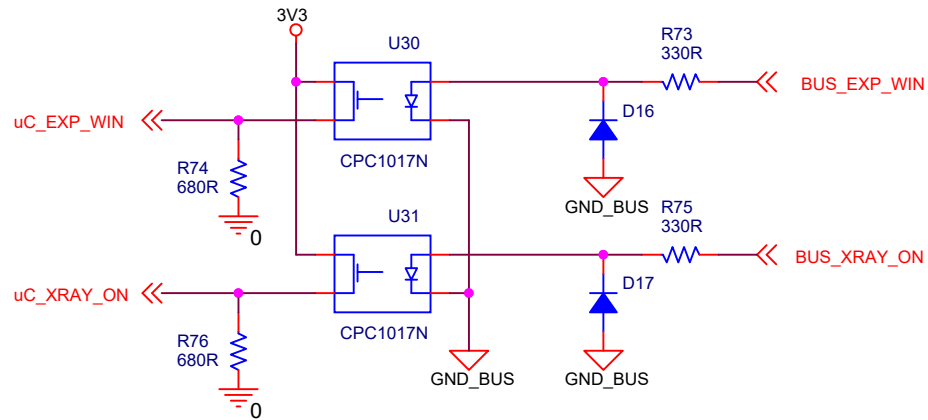 3V3
U30
R73
330R
BUS_EXP_WIN
uC_EXP_WIN
D16
CPC1017N
R74
680R
GND_BUS
0
U31
R75
330R
BUS_XRAY_ON
uC_XRAY_ON
D17
CPC1017N
R76
680R
GND_BUS
GND_BUS
0